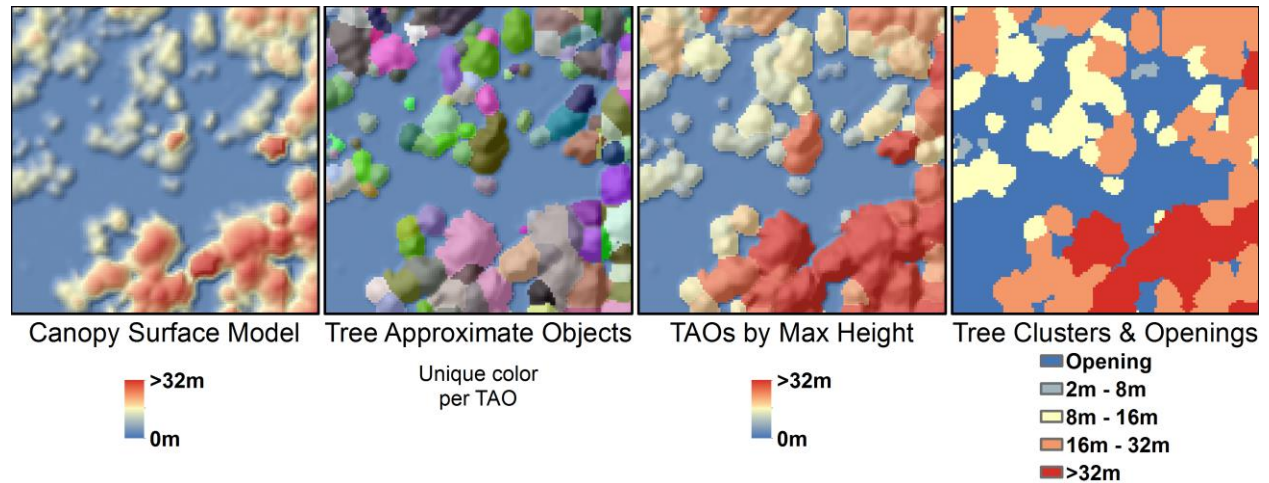 Canopy Surface Model
Tree Approximate Objects
TAOs by Max Height
Tree Clusters & Openings
>32m
0m
Unique color
per TAO
>32m
0m
Opening
2m - 8m
8m - 16m
16m - 32m
>32m